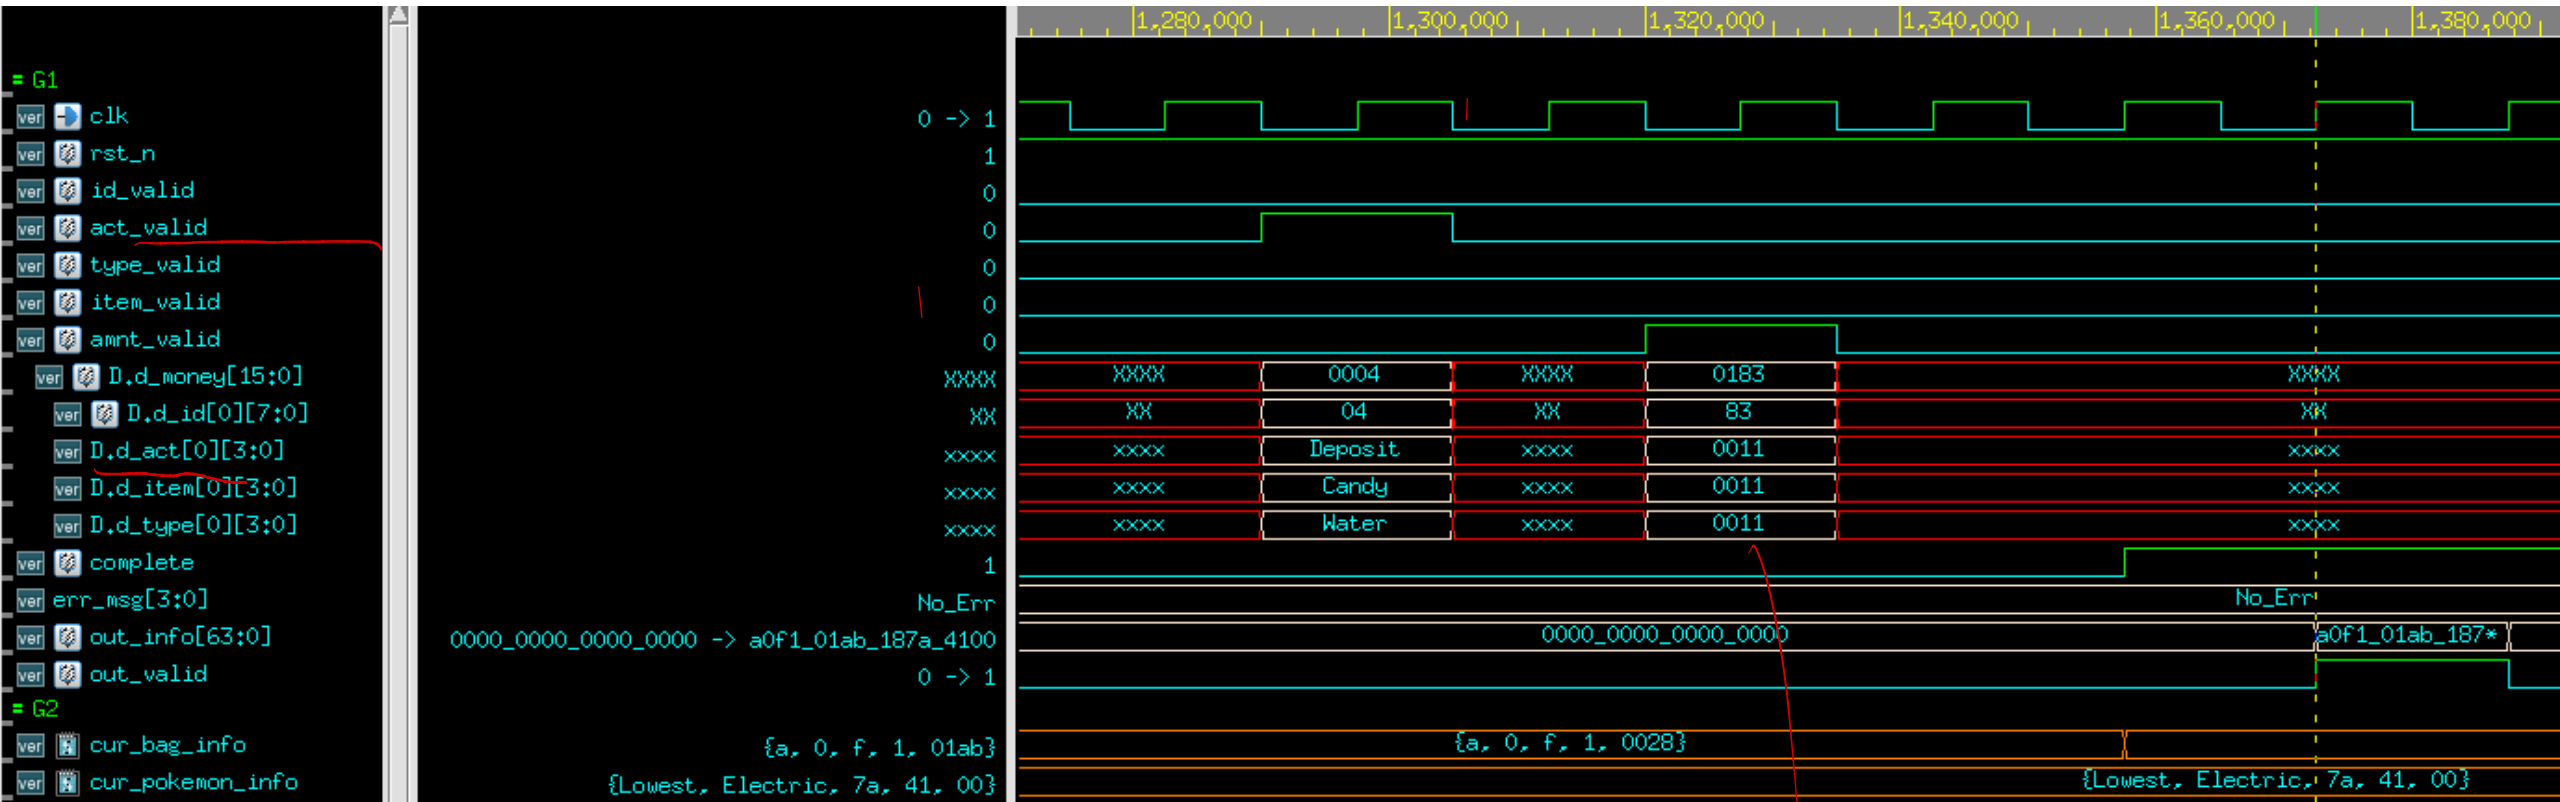 1,280,000 1,300,000 1,320,000 1,340,000 1,360,000 1,380,000
= G1
ver clk 0 -> 1
ver rst_n 1
ver id_valid 0
ver act_valid 0
ver type_valid 0
ver item_valid 0
ver amnt_valid 0
ver D.d_money[15:0] XXXX XXXX 0004 XXXX 0183 XXXX
ver D.d_id[0][7:0] XX XX 04 XX 83 XX
ver D.d_act[0][3:0] xxxx xxxx Deposit xxxx 0011 xxxx
ver D.d_item[0][3:0] xxxx xxxx Candy xxxx 0011 xxxx
ver D.d_type[0][3:0] xxxx xxxx Water xxxx 0011 xxxx
ver complete 1
ver err_msg[3:0] No_Err No_Err
ver out_info[63:0] 0000_0000_0000_0000 -> a0f1_01ab_187a_4100 0000_0000_0000_0000 a0f1_01ab_187*
ver out_valid 0 -> 1
= G2
ver cur_bag_info {a, 0, f, 1, 01ab} {a, 0, f, 1, 0028}
ver cur_pokemon_info {Lowest, Electric, 7a, 41, 00} {Lowest, Electric, 7a, 41, 00}